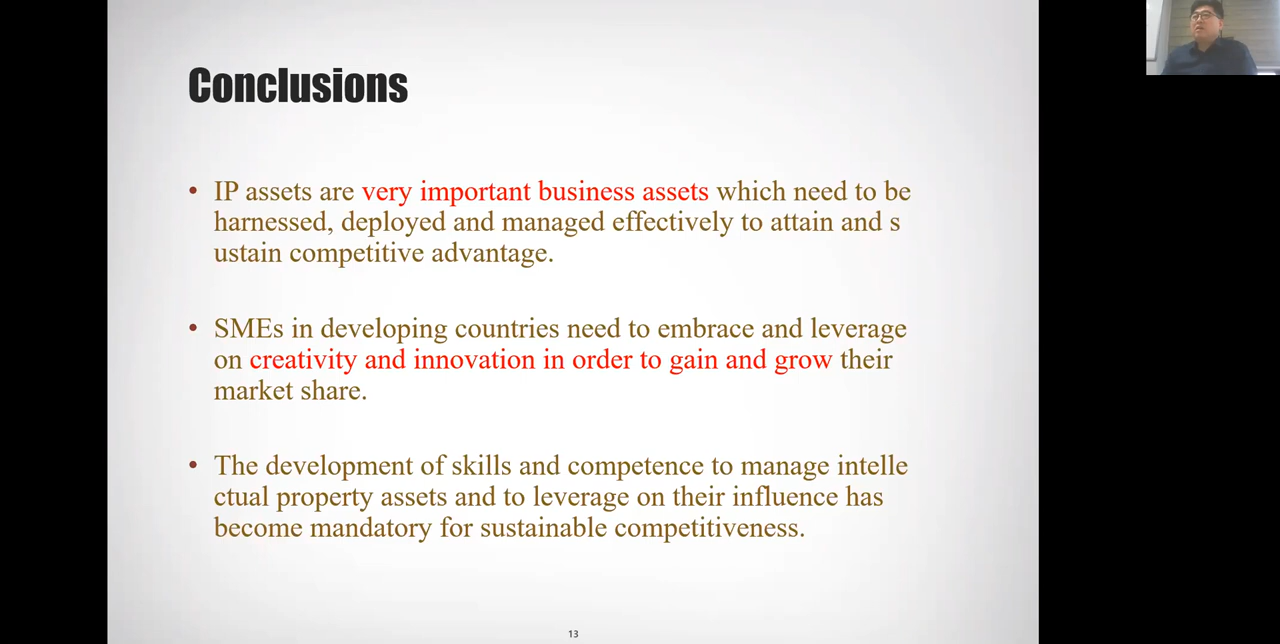 Conclusions
• IP assets are very important business assets which need to be
harnessed, deployed and managed effectively to attain and s
ustain competitive advantage.
• SMEs in developing countries need to embrace and leverage
on creativity and innovation in order to gain and grow their
market share.
• The development of skills and competence to manage intelle
ctual property assets and to leverage on their influence has
become mandatory for sustainable competitiveness.
13